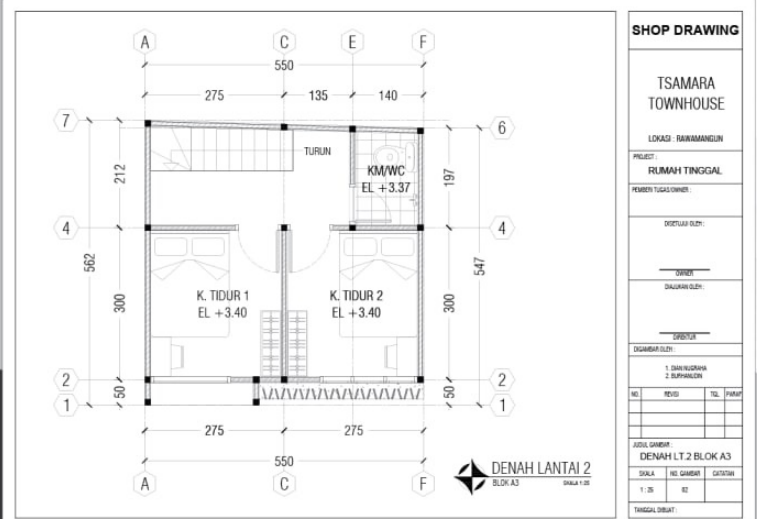 A
C
E
F
550
275
135
140
7
6
212
TURUN
KM/WC
EL +3.37
197
4
4
562
547
K. TIDUR 1
EL +3.40
K. TIDUR 2
EL +3.40
300
300
2
2
50
50
1
1
275
275
550
A
C
F
DENAH LANTAI 2
BLOK A3
SKALA 1:25
SHOP DRAWING
TSAMARA
TOWNHOUSE
LOKASI : RAWAMANGUN
PROJECT :
RUMAH TINGGAL
PEMBERI TUGAS/OWNER :
DISETUJUI OLEH :
OWNER
DIAJUKAN OLEH :
DIREKTUR
DIGAMBAR OLEH :
1. DIAN NUGRAHA
2. BURHANUDIN
NO. REVISI TGL. PARAF
JUDUL GAMBAR :
DENAH LT.2 BLOK A3
SKALA NO. GAMBAR CATATAN
1 : 25 02
TANGGAL DIBUAT :